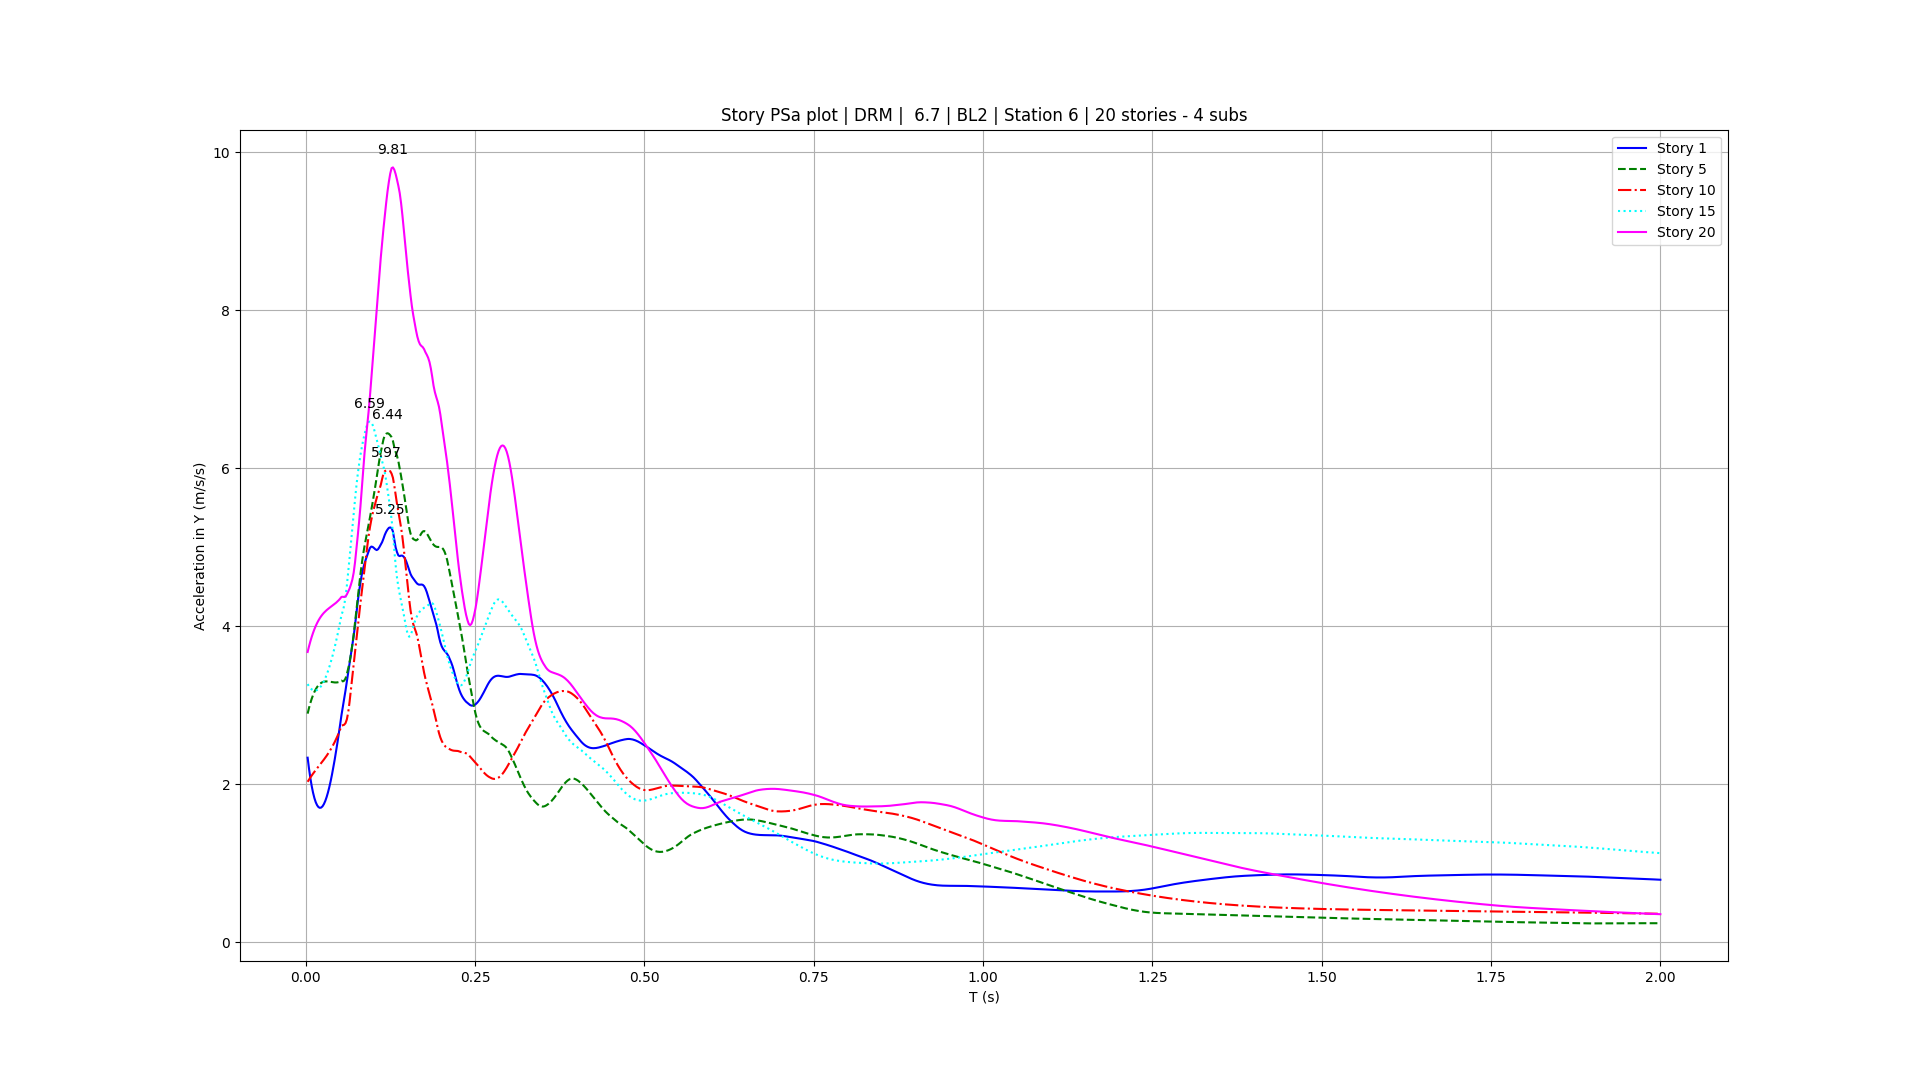 Story PSa plot | DRM |  6.7 | BL2 | Station 6 | 20 stories - 4 subs
Story 1
Story 5
Story 10
Story 15
Story 20
9.81
6.59
6.44
5.97
5.25
Acceleration in Y (m/s/s)
10
8
6
4
2
0
0.00 0.25 0.50 0.75 1.00 1.25 1.50 1.75 2.00
T (s)